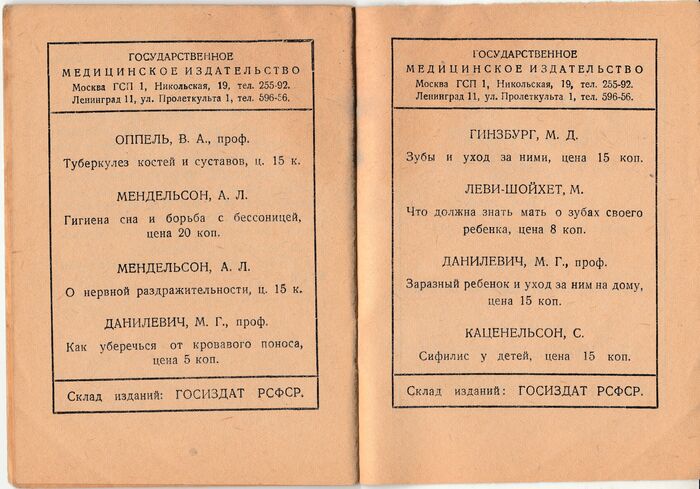 ГОСУДАРСТВЕННОЕ
МЕДИЦИНСКОЕ ИЗДАТЕЛЬСТВО
Москва ГСП 1, Никольская, 19, тел. 255-92.
Ленинград 11, ул. Пролеткульта 1, тел. 596-56.
ОППЕЛЬ, В. А., проф.
Туберкулез костей и суставов, ц. 15 к.
МЕНДЕЛЬСОН, А. Л.
Гигиена сна и борьба с бессоницей,
цена 20 коп.
МЕНДЕЛЬСОН, А. Л.
О нервной раздражительности, ц. 15 к.
ДАНИЛЕВИЧ, М. Г., проф.
Как уберечься от кровавого поноса,
цена 5 коп.
Склад изданий: ГОСИЗДАТ РСФСР.
ГОСУДАРСТВЕННОЕ
МЕДИЦИНСКОЕ ИЗДАТЕЛЬСТВО
Москва ГСП 1, Никольская, 19, тел. 255-92.
Ленинград 11, ул. Пролеткульта 1, тел. 596-56.
ГИНЗБУРГ, М. Д.
Зубы и уход за ними, цена 15 коп.
ЛЕВИ-ШОЙХЕТ, М.
Что должна знать мать о зубах своего
ребенка, цена 8 коп.
ДАНИЛЕВИЧ, М. Г., проф.
Заразный ребенок и уход за ним на дому,
цена 15 коп.
КАЦЕНЕЛЬСОН, С.
Сифилис у детей, цена 15 коп.
Склад изданий: ГОСИЗДАТ РСФСР.